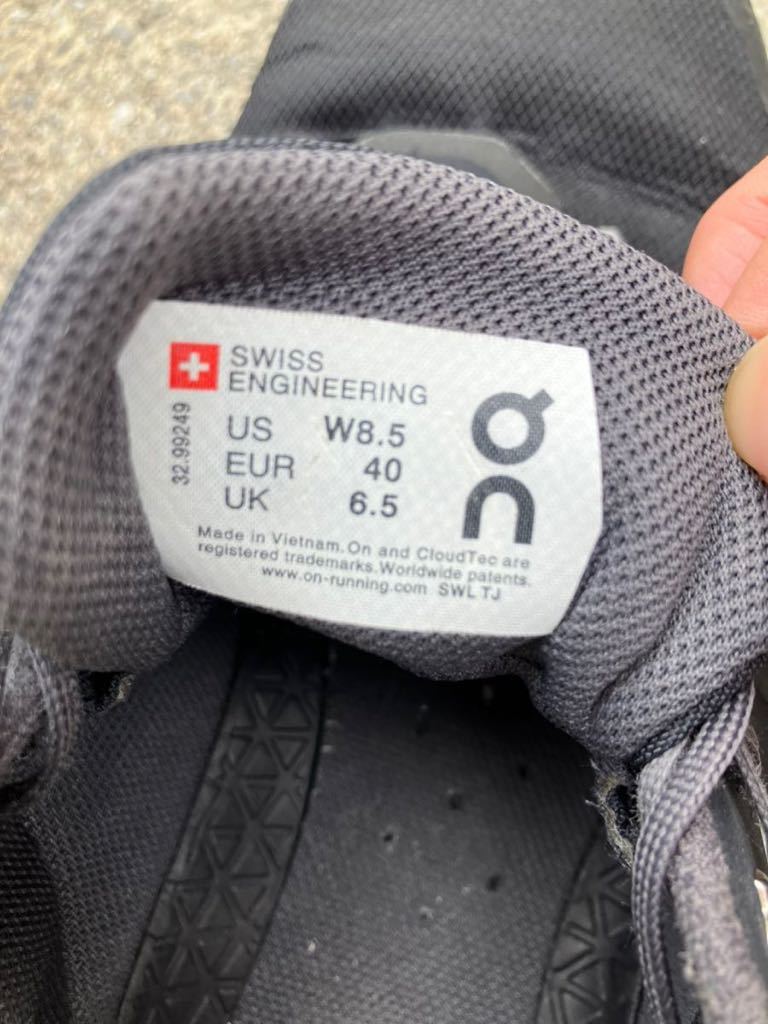 SWISS
ENGINEERING
32.99249
US W8.5
EUR 40
UK 6.5
On
Made in Vietnam. On and CloudTec are
registered trademarks. Worldwide patents.
www.on-running.com SWL TJ